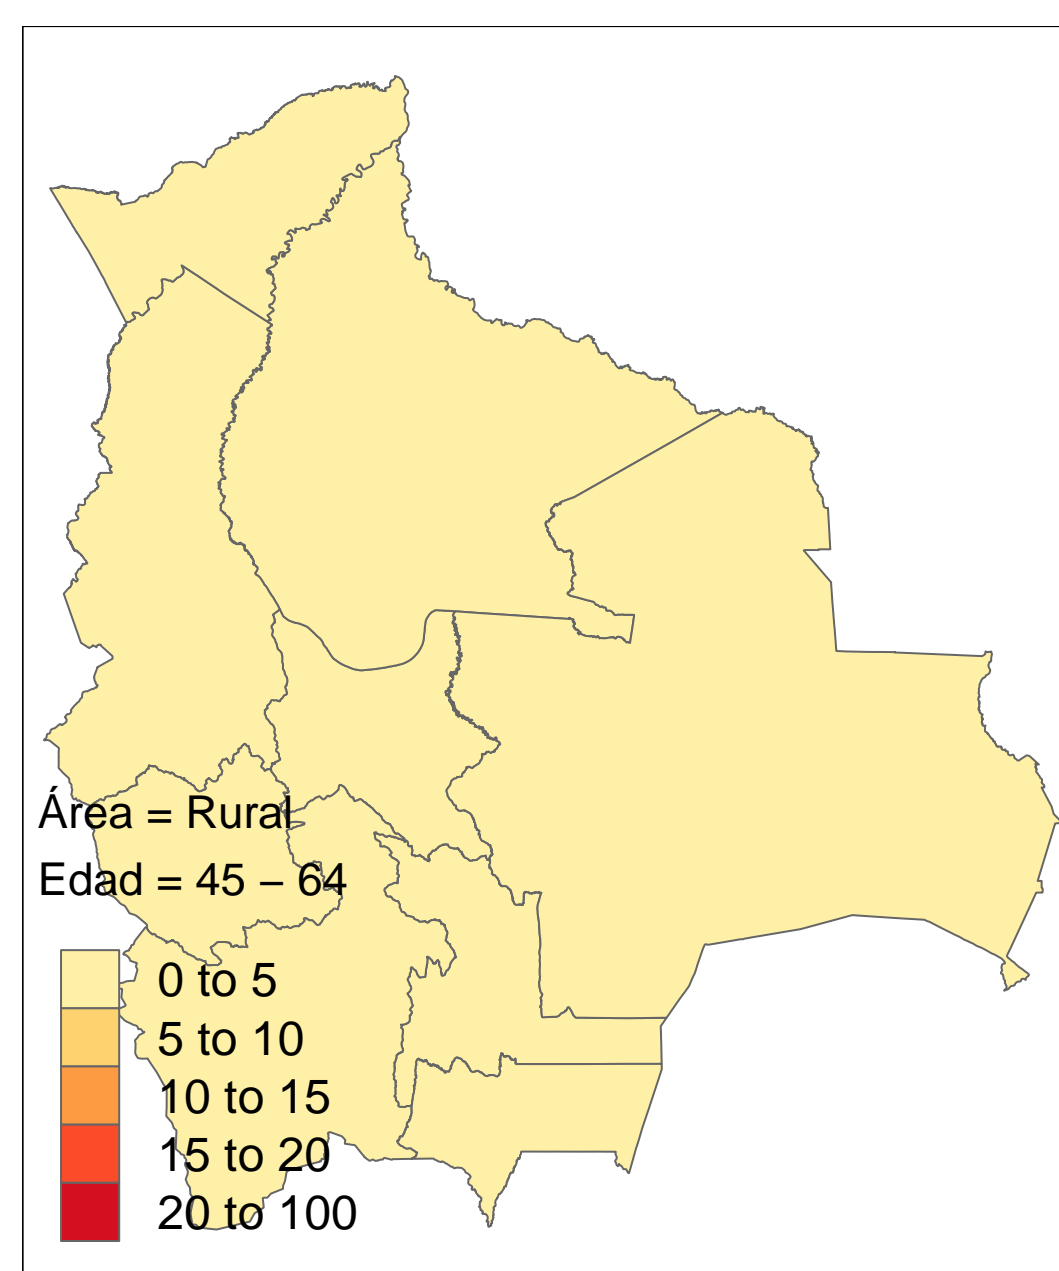 Área = Rural
Edad = 45 – 64
0 to 5
5 to 10
10 to 15
15 to 20
20 to 100